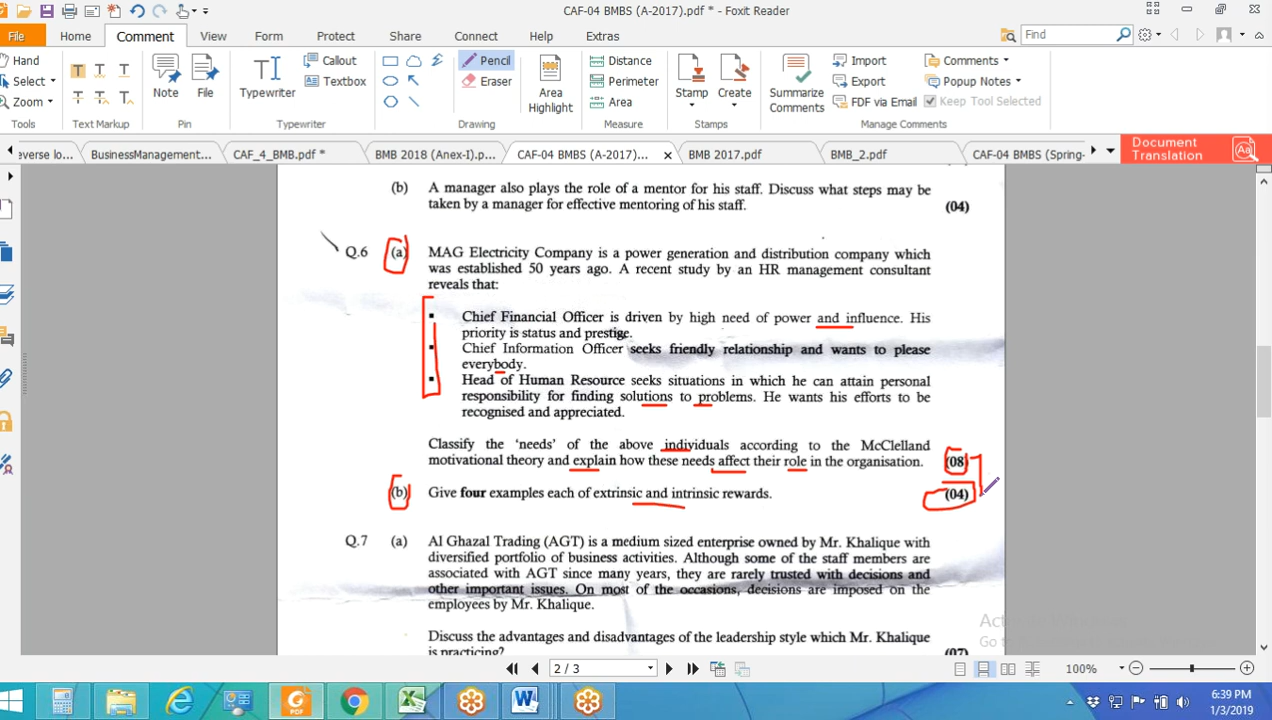 CAF-04 BMBS (A-2017).pdf * - Foxit Reader
File Home Comment View Form Protect Share Connect Help Extras Find
Hand
Select
Zoom
Tools
Text Markup
Note File
Pin
Typewriter
Callout
Textbox
Typewriter
Pencil
Eraser
Drawing
Area Highlight
Distance
Perimeter
Area
Measure
Stamp Create
Stamps
Summarize Comments
Import
Export
FDF via Email
Comments
Popup Notes
Keep Tool Selected
Manage Comments
everse lo... BusinessManagement... CAF_4_BMB.pdf * BMB 2018 (Anex-I).p... CAF-04 BMBS (A-2017)... BMB 2017.pdf BMB_2.pdf CAF-04 BMBS (Spring-
Document Translation
(b) A manager also plays the role of a mentor for his staff. Discuss what steps may be
taken by a manager for effective mentoring of his staff. (04)
Q.6 (a) MAG Electricity Company is a power generation and distribution company which
was established 50 years ago. A recent study by an HR management consultant
reveals that:
▪ Chief Financial Officer is driven by high need of power and influence. His
priority is status and prestige.
▪ Chief Information Officer seeks friendly relationship and wants to please
everybody.
▪ Head of Human Resource seeks situations in which he can attain personal
responsibility for finding solutions to problems. He wants his efforts to be
recognised and appreciated.
Classify the ‘needs’ of the above individuals according to the McClelland
motivational theory and explain how these needs affect their role in the organisation. (08)
(b) Give four examples each of extrinsic and intrinsic rewards. (04)
Q.7 (a) Al Ghazal Trading (AGT) is a medium sized enterprise owned by Mr. Khalique with
diversified portfolio of business activities. Although some of the staff members are
associated with AGT since many years, they are rarely trusted with decisions and
other important issues. On most of the occasions, decisions are imposed on the
employees by Mr. Khalique.
Discuss the advantages and disadvantages of the leadership style which Mr. Khalique
is practicing? (07)
2 / 3
100%
6:39 PM
1/3/2019